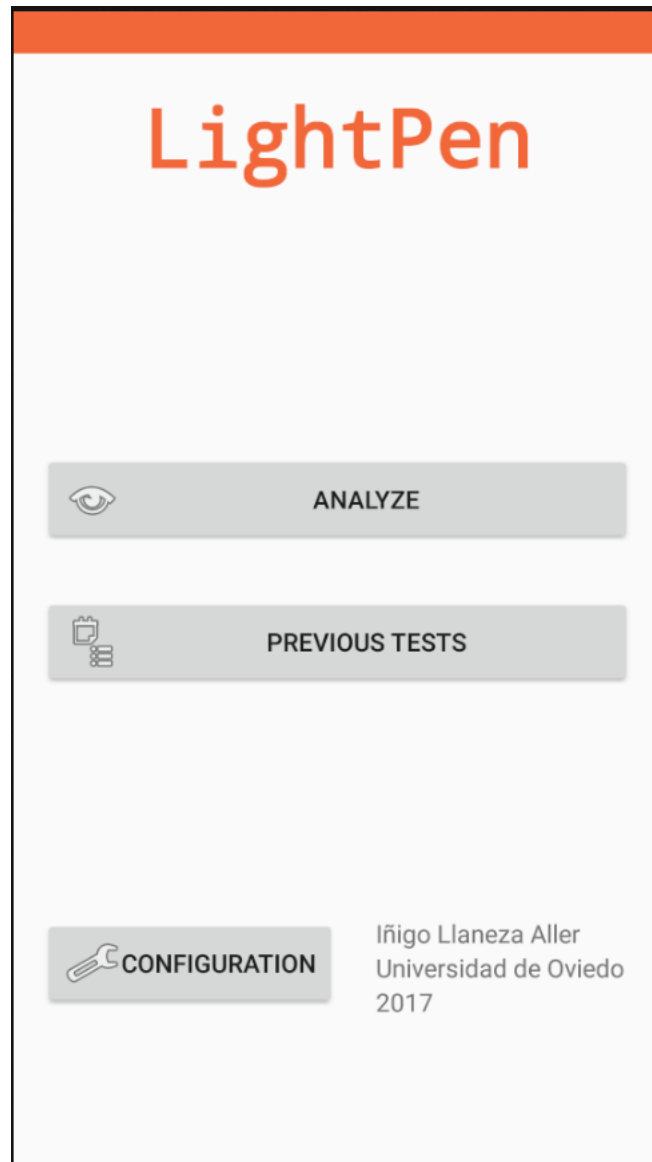 LightPen
ANALYZE
PREVIOUS TESTS
CONFIGURATION
Iñigo Llaneza Aller
Universidad de Oviedo
2017